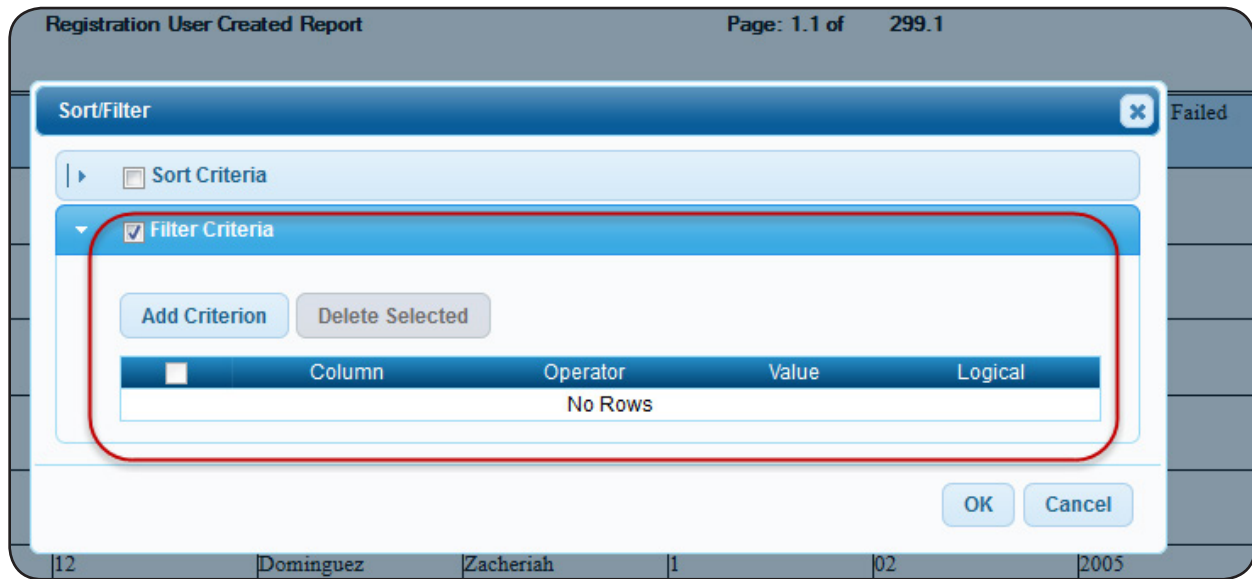 Registration User Created Report Page: 1.1 of 299.1
Sort/Filter
Failed
Sort Criteria
Filter Criteria
Add Criterion Delete Selected
Column Operator Value Logical
No Rows
OK Cancel
12 Dominguez Zacheriah 1 02 2005